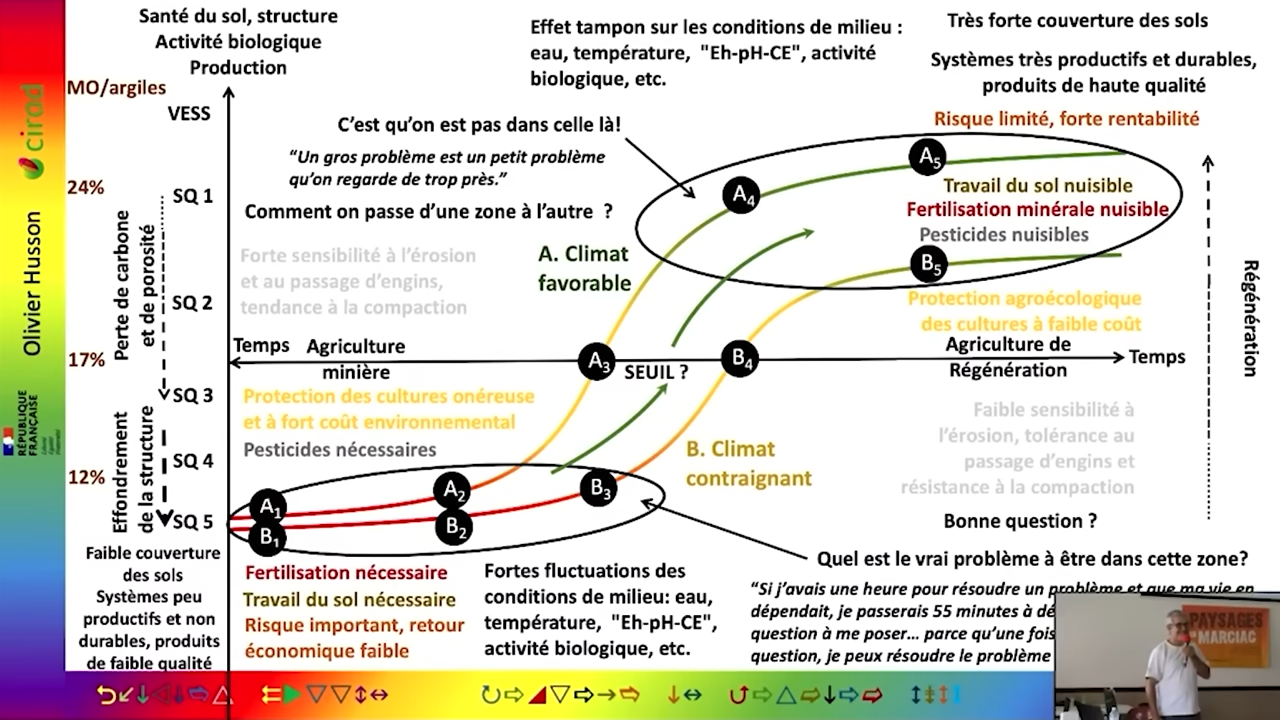 Santé du sol, structure
Activité biologique
Production
MO/argiles
VESS
Effet tampon sur les conditions de milieu :
eau, température, "Eh-pH-CE", activité
biologique, etc.
Très forte couverture des sols
Systèmes très productifs et durables,
produits de haute qualité
Risque limité, forte rentabilité
C'est qu'on est pas dans celle là!
"Un gros problème est un petit problème
qu'on regarde de trop près."
Comment on passe d'une zone à l'autre ?
24%
SQ 1
Forte sensibilité à l'érosion
et au passage d'engins,
tendance à la compaction
A. Climat
favorable
A4
A5
Travail du sol nuisible
Fertilisation minérale nuisible
Pesticides nuisibles
B5
Protection agroécologique
des cultures à faible coût
Perte de carbone
et de porosité
SQ 2
17%
Temps
Agriculture
minière
A3
SEUIL ?
B4
Agriculture de
Régénération
Temps
Régénération
SQ 3
Protection des cultures onéreuse
et à fort coût environnemental
Pesticides nécessaires
Effondrement
de la structure
SQ 4
12%
SQ 5
A1
B1
A2
B2
B3
B. Climat
contraignant
Faible sensibilité à
l'érosion, tolérance au
passage d'engins et
résistance à la compaction
Bonne question ?
Quel est le vrai problème à être dans cette zone?
"Si j'avais une heure pour résoudre un problème et que ma vie en
dépendait, je passerais 55 minutes à
question à me poser… parce qu'une fois
question, je peux résoudre le problème
Faible couverture
des sols
Systèmes peu
productifs et non
durables, produits
de faible qualité
Fertilisation nécessaire
Travail du sol nécessaire
Risque important, retour
économique faible
Fortes fluctuations des
conditions de milieu: eau,
température, "Eh-pH-CE",
activité biologique, etc.
cirad
Olivier Husson
RÉPUBLIQUE
FRANÇAISE
PAYSAGES
MARCIAC